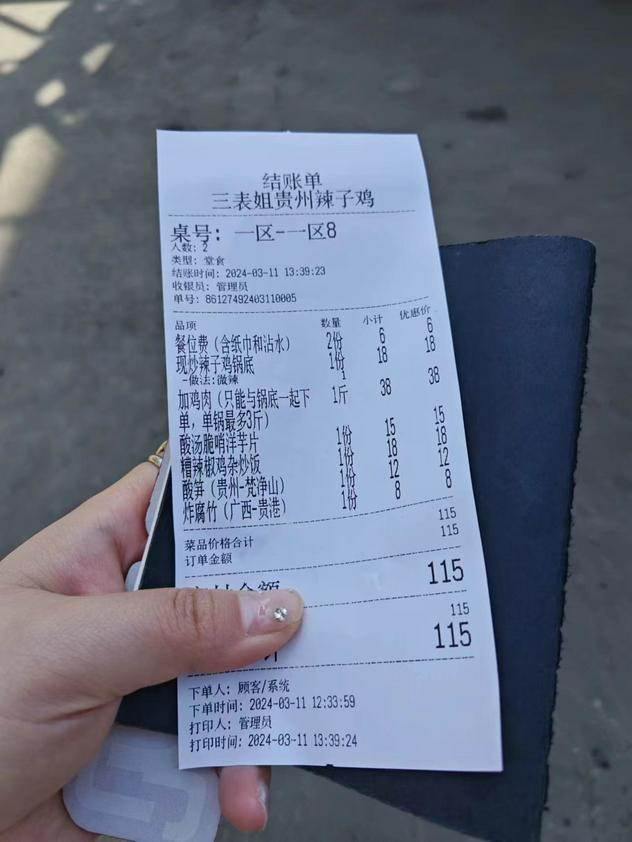 结账单
三表姐贵州辣子鸡
桌号: 一区-一区8
人数: 2
类型: 堂食
结账时间: 2024-03-11 13:39:23
收银员: 管理员
单号: 86127492403110005
品项 数量 小计 优惠价
餐位费(含纸巾和沾水) 2份 6 6
现炒辣子鸡锅底 1份 18 18
-做法:微辣 1
加鸡肉(只能与锅底一起下 1斤 38 38
单,单锅最多3斤)
酸汤脆哨洋芋片 1份 15 15
糟辣椒鸡杂炒饭 1份 18 18
酸笋(贵州-梵净山) 1份 12 12
炸腐竹(广西-贵港) 1份 8 8
菜品价格合计 115
订单金额 115
金额 115
115
115
下单人: 顾客/系统
下单时间: 2024-03-11 12:33:59
打印人: 管理员
打印时间: 2024-03-11 13:39:24